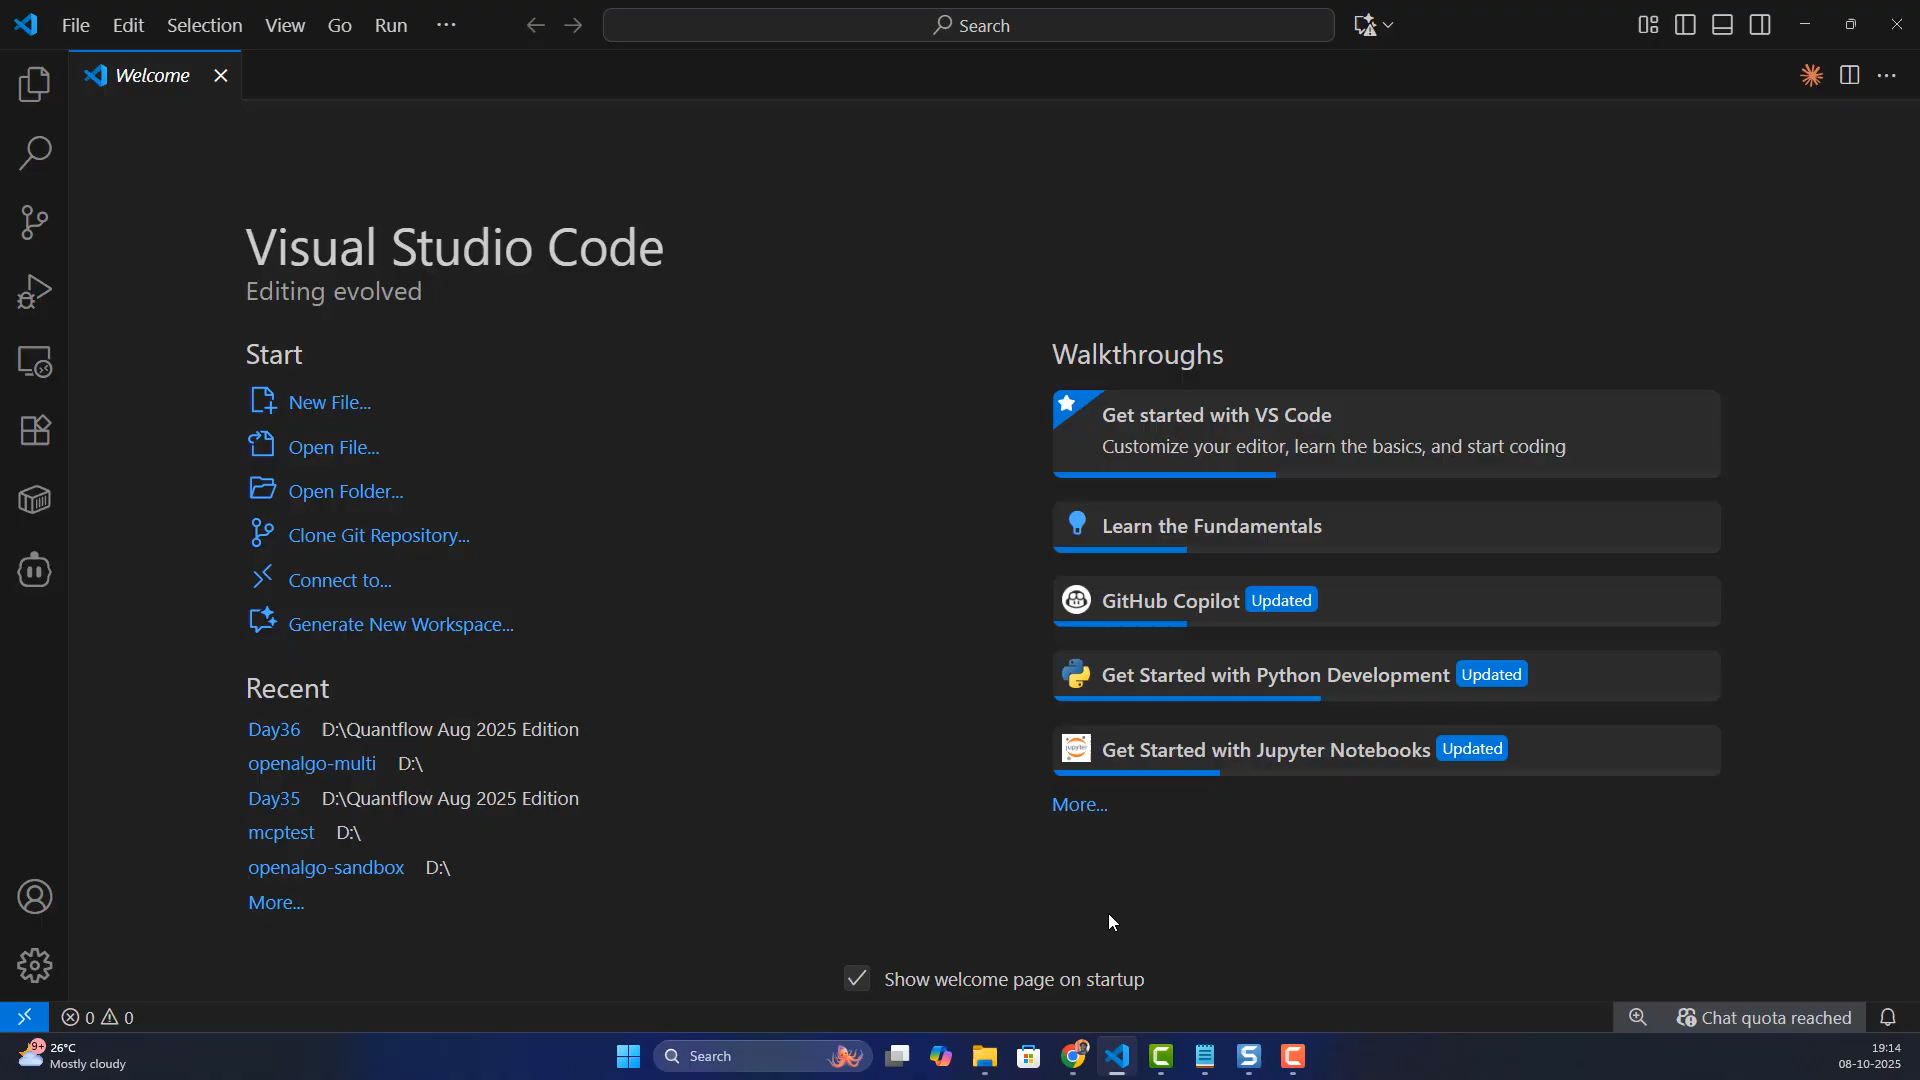 File Edit Selection View Go Run ···
Search
Welcome
Visual Studio Code
Editing evolved
Start
New File...
Open File...
Open Folder...
Clone Git Repository...
Connect to...
Generate New Workspace...
Recent
Day36 D:\Quantflow Aug 2025 Edition
openalgo-multi D:\
Day35 D:\Quantflow Aug 2025 Edition
mcptest D:\
openalgo-sandbox D:\
More...
Walkthroughs
Get started with VS Code
Customize your editor, learn the basics, and start coding
Learn the Fundamentals
GitHub Copilot Updated
Get Started with Python Development Updated
jupyter
Get Started with Jupyter Notebooks Updated
More...
Show welcome page on startup
0 0
Chat quota reached
9+
26°C
Mostly cloudy
Search
19:14
08-10-2025